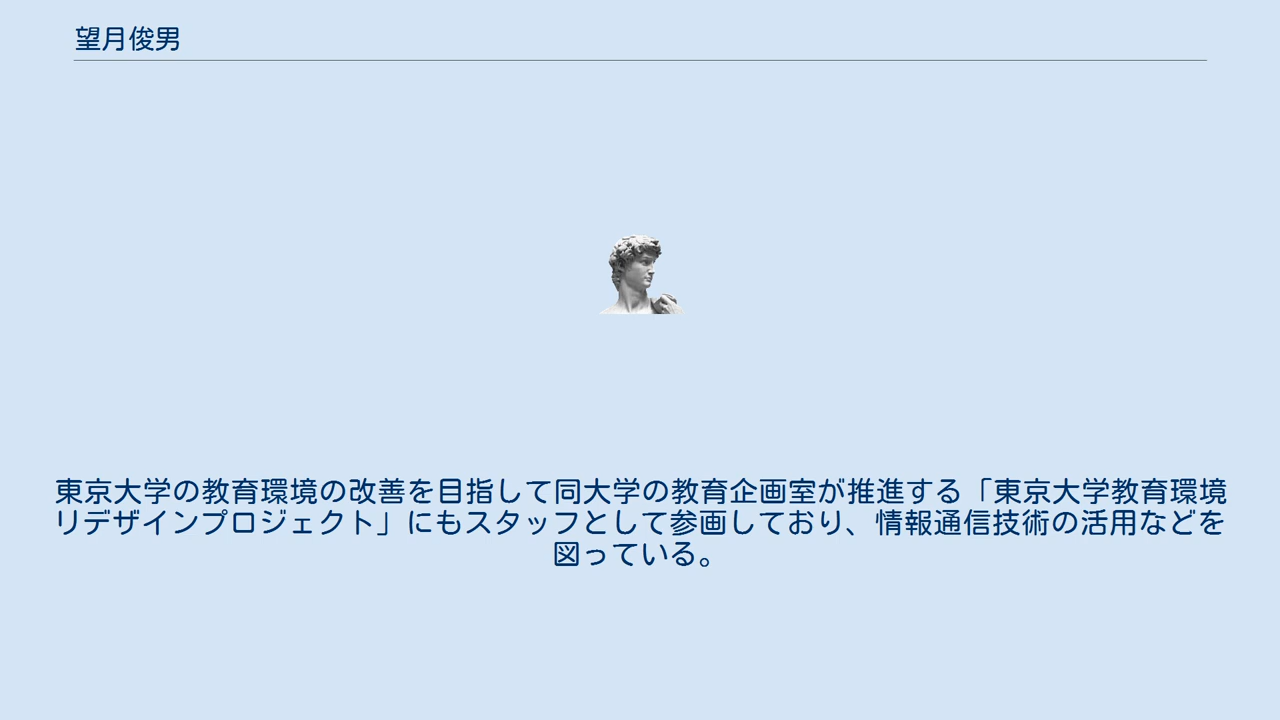 望月俊男
東京大学の教育環境の改善を目指して同大学の教育企画室が推進する「東京大学教育環境
リデザインプロジェクト」にもスタッフとして参画しており、情報通信技術の活用などを
図っている。